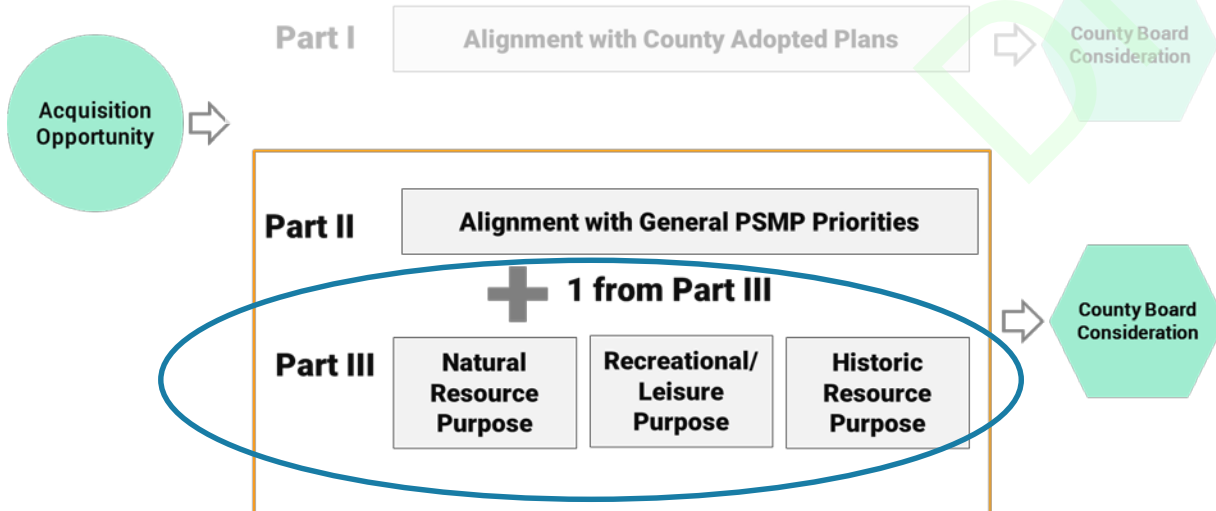 Part I
Alignment with County Adopted Plans
County Board
Consideration
Acquisition
Opportunity
Part II
Alignment with General PSMP Priorities
1 from Part III
Part III
Natural
Resource
Purpose
Recreational/
Leisure
Purpose
Historic
Resource
Purpose
County Board
Consideration